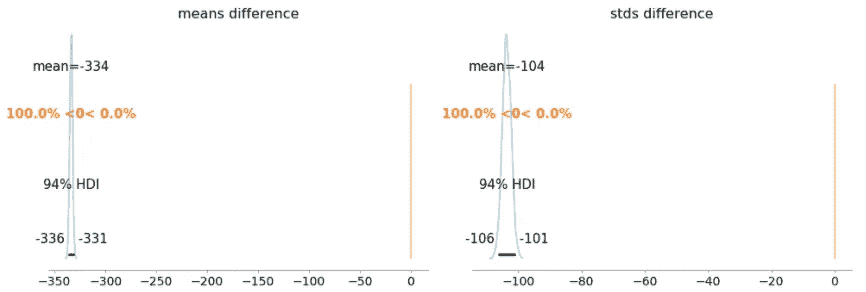 means difference
mean=-334
100.0% <0< 0.0%
94% HDI
-336 -331
−350 −300 −250 −200 −150 −100 −50 0
stds difference
mean=-104
100.0% <0< 0.0%
94% HDI
-106 -101
−100 −80 −60 −40 −20 0